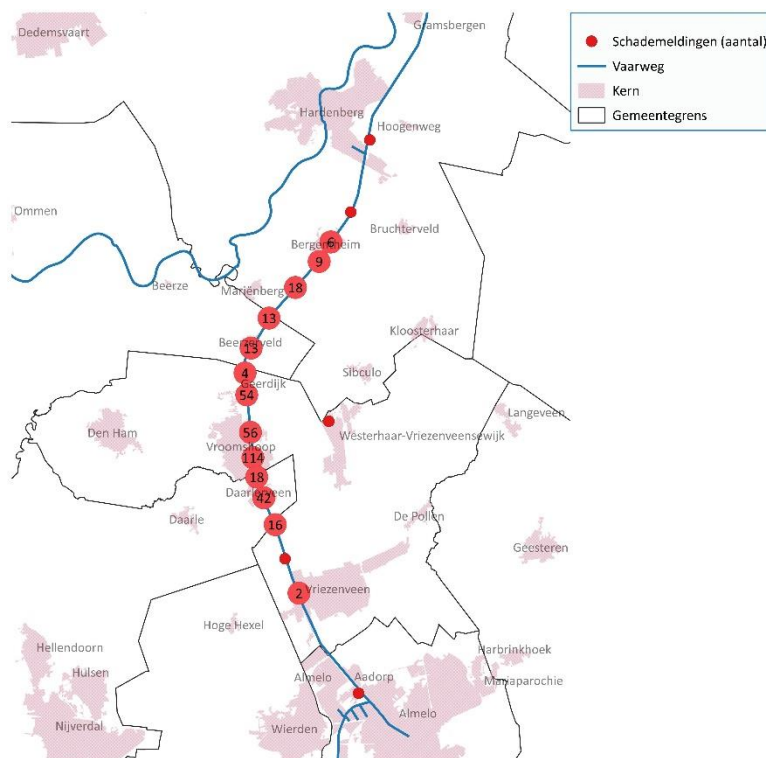 Dedemsvaart
Gramsbergen
Schademeldingen (aantal)
Vaarweg
Kern
Gemeentegrens
Hardenberg
Hoogenweg
Ommen
Bruchterveld
6
Bergentheim
9
Beerze
Mariënberg
18
13
Kloosterhaar
Beerzerveld
13
4
Sibculo
Geerdijk
54
Langeveen
Den Ham
56
Westerhaar-Vriezenveensewijk
Vroomshoop
114
18
Daarlerveen
42
Daarle
16
De Pollen
Geesteren
2
Vriezenveen
Hoge Hexel
Hellendoorn
Harbrinkhoek
Hulsen
Almelo
Aadorp
Mariaparochie
Almelo
Nijverdal
Wierden